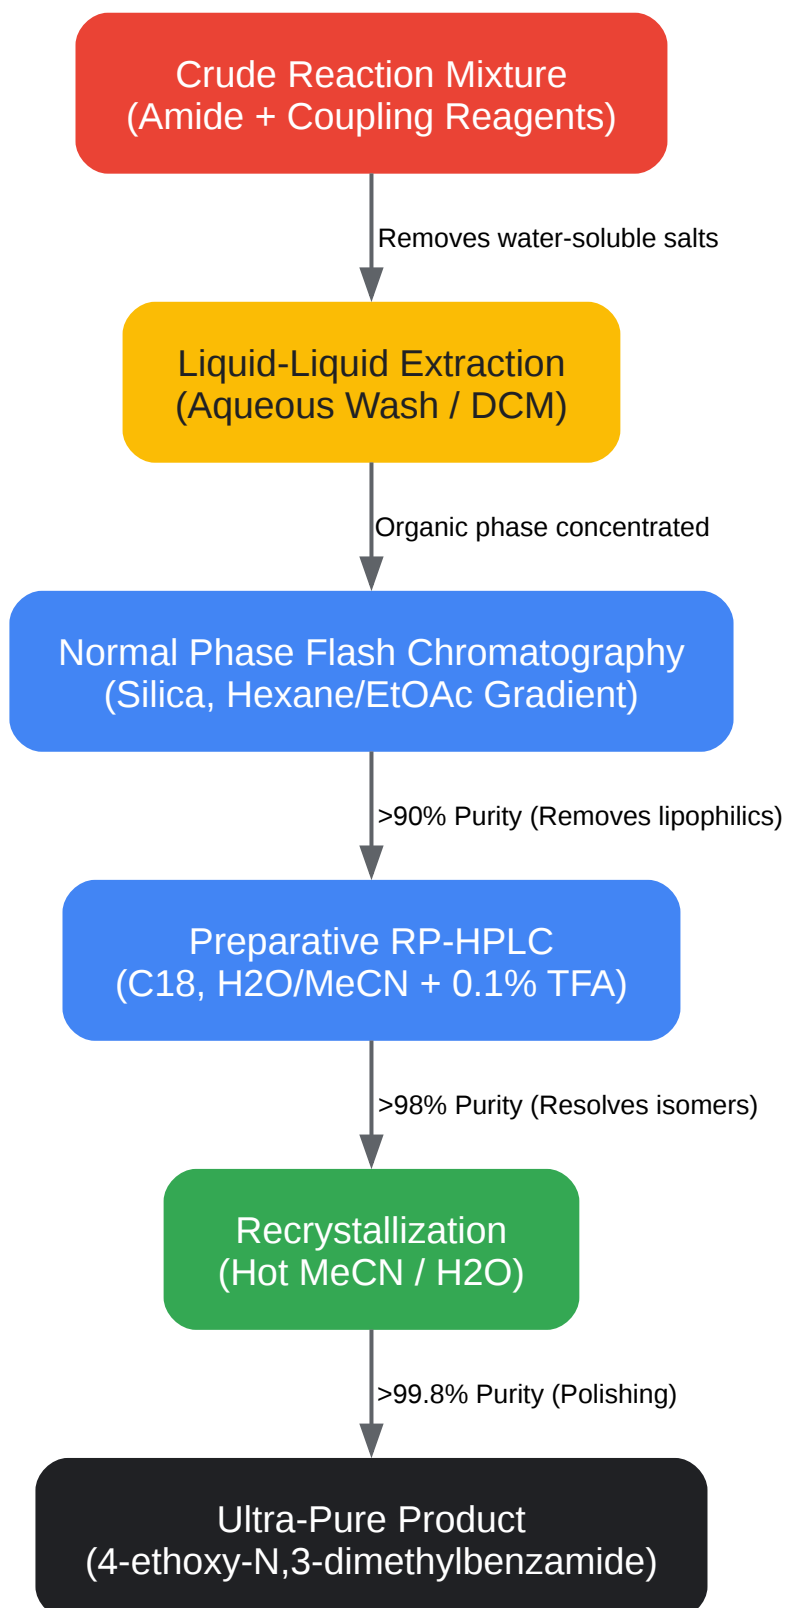 Crude Reaction Mixture
(Amide + Coupling Reagents)
Removes water-soluble salts
Liquid-Liquid Extraction
(Aqueous Wash / DCM)
Organic phase concentrated
Normal Phase Flash Chromatography
(Silica, Hexane/EtOAc Gradient)
>90% Purity (Removes lipophilics)
Preparative RP-HPLC
(C18, H2O/MeCN + 0.1% TFA)
>98% Purity (Resolves isomers)
Recrystallization
(Hot MeCN / H2O)
>99.8% Purity (Polishing)
Ultra-Pure Product
(4-ethoxy-N,3-dimethylbenzamide)